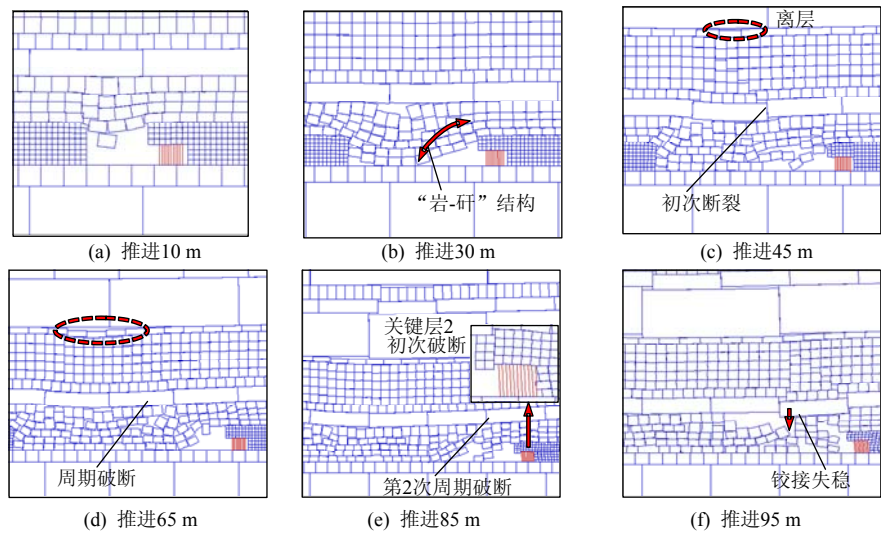 离层
“岩-矸”结构
初次断裂
(a) 推进10 m
(b) 推进30 m
(c) 推进45 m
关键层2
初次破断
周期破断
第2次周期破断
铰接失稳
(d) 推进65 m
(e) 推进85 m
(f) 推进95 m